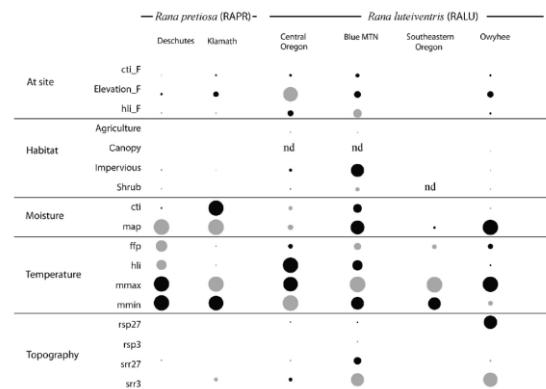 Rana pretiosa (RAPR) Rana luteiventris (RALU)
Deschutes Klamath Central Oregon Blue MTN Southeastern Oregon Owyhee
At site
cti_F
Elevation_F
hli_F
Habitat
Agriculture
Canopy nd nd
Impervious
Shrub nd
Moisture
cti
map
Temperature
ffp
hli
mmax
mmin
Topography
rsp27
rsp3
srr27
srr3